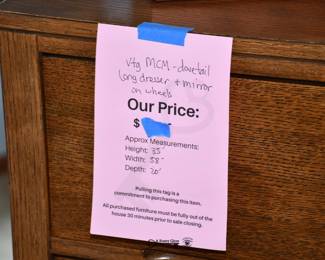 vtg MCM - dovetail
long dresser + mirror
on wheels
Our Price:
$
Approx Measurements:
Height: 35"
Width: 58"
Depth: 20"
Pulling this tag is a
commitment to purchasing this item.
All purchased furniture must be fully out of the
house 30 minutes prior to sale closing.